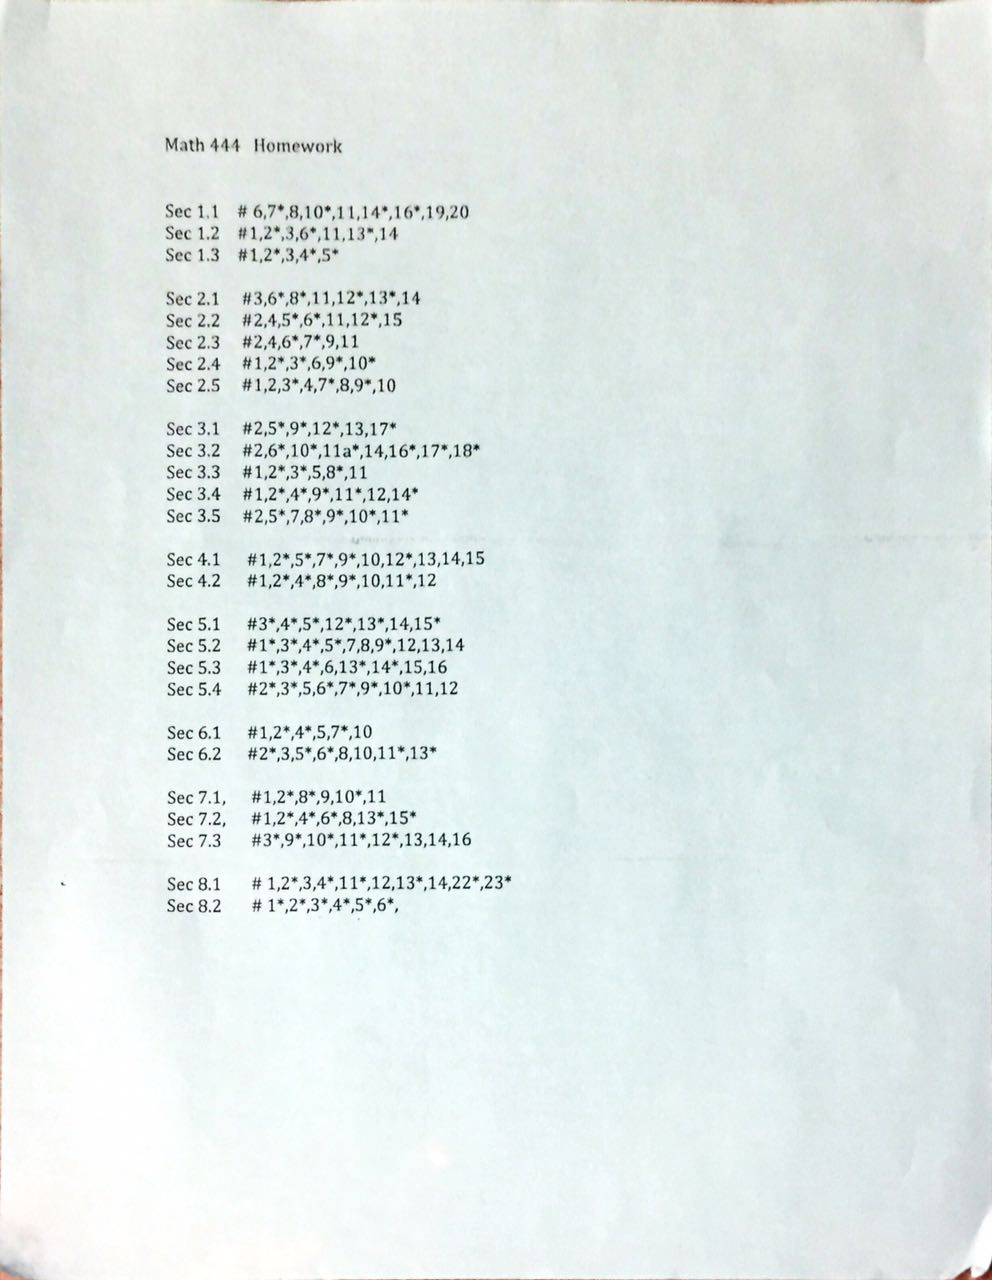 Math 444 Homework
Sec 1.1 # 6,7*,8,10*,11,14*,16*,19,20
Sec 1.2 #1,2*,3,6*,11,13*,14
Sec 1.3 #1,2*,3,4*,5*
Sec 2.1 #3,6*,8*,11,12*,13*,14
Sec 2.2 #2,4,5*,6*,11,12*,15
Sec 2.3 #2,4,6*,7*,9,11
Sec 2.4 #1,2*,3*,6,9*,10*
Sec 2.5 #1,2,3*,4,7*,8,9*,10
Sec 3.1 #2,5*,9*,12*,13,17*
Sec 3.2 #2,6*,10*,11a*,14,16*,17*,18*
Sec 3.3 #1,2*,3*,5,8*,11
Sec 3.4 #1,2*,4*,9*,11*,12,14*
Sec 3.5 #2,5*,7,8*,9*,10*,11*
Sec 4.1 #1,2*,5*,7*,9*,10,12*,13,14,15
Sec 4.2 #1,2*,4*,8*,9*,10,11*,12
Sec 5.1 #3*,4*,5*,12*,13*,14,15*
Sec 5.2 #1*,3*,4*,5*,7,8,9*,12,13,14
Sec 5.3 #1*,3*,4*,6,13*,14*,15,16
Sec 5.4 #2*,3*,5,6*,7*,9*,10*,11,12
Sec 6.1 #1,2*,4*,5,7*,10
Sec 6.2 #2*,3,5*,6*,8,10,11*,13*
Sec 7.1, #1,2*,8*,9,10*,11
Sec 7.2, #1,2*,4*,6*,8,13*,15*
Sec 7.3 #3*,9*,10*,11*,12*,13,14,16
Sec 8.1 # 1,2*,3,4*,11*,12,13*,14,22*,23*
Sec 8.2 # 1*,2*,3*,4*,5*,6*,